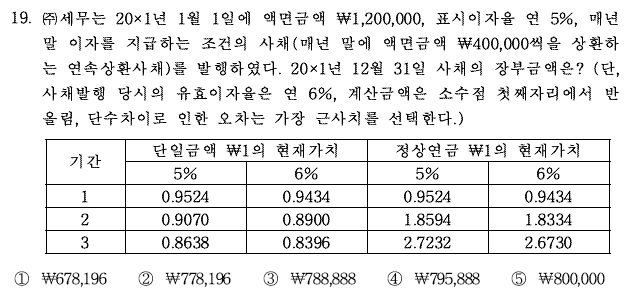 19. ㈜세무는 20×1년 1월 1일에 액면금액 ₩1,200,000, 표시이자율 연 5%, 매년
말 이자를 지급하는 조건의 사채(매년 말에 액면금액 ₩400,000씩을 상환하
는 연속상환사채)를 발행하였다. 20×1년 12월 31일 사채의 장부금액은? (단,
사채발행 당시의 유효이자율은 연 6%, 계산금액은 소수점 첫째자리에서 반
올림, 단수차이로 인한 오차는 가장 근사치를 선택한다.)
기간 단일금액 ₩1의 현재가치 정상연금 ₩1의 현재가치
5% 6% 5% 6%
1 0.9524 0.9434 0.9524 0.9434
2 0.9070 0.8900 1.8594 1.8334
3 0.8638 0.8396 2.7232 2.6730
① ₩678,196 ② ₩778,196 ③ ₩788,888 ④ ₩795,888 ⑤ ₩800,000